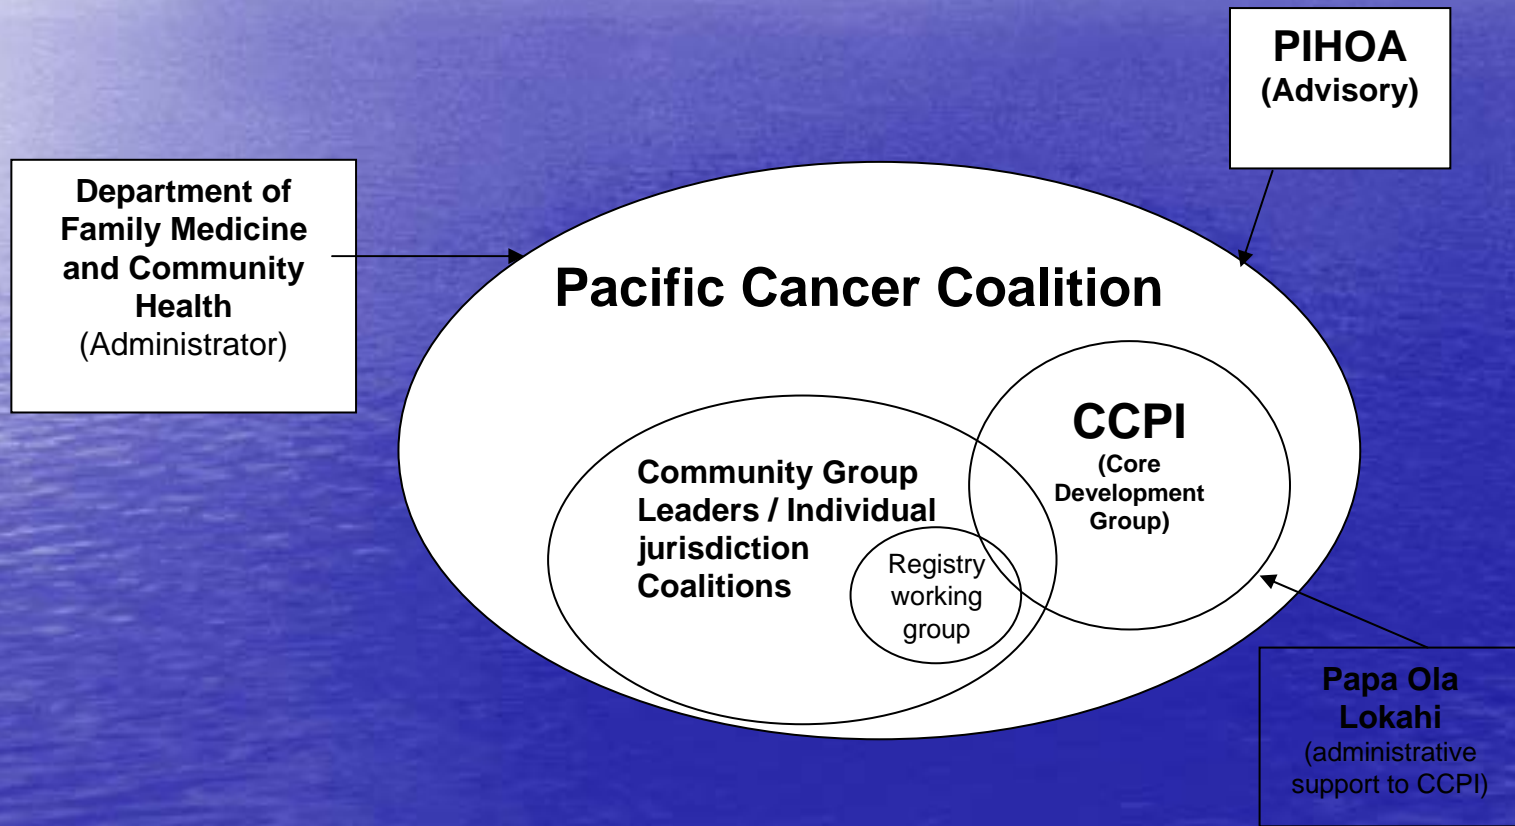 PIHOA
(Advisory)
Department of
Family Medicine
and Community
Health
(Administrator)
Pacific Cancer Coalition
CCPI
(Core
Development
Group)
Community Group
Leaders / Individual
jurisdiction
Coalitions
Registry
working
group
Papa Ola
Lokahi
(administrative
support to CCPI)